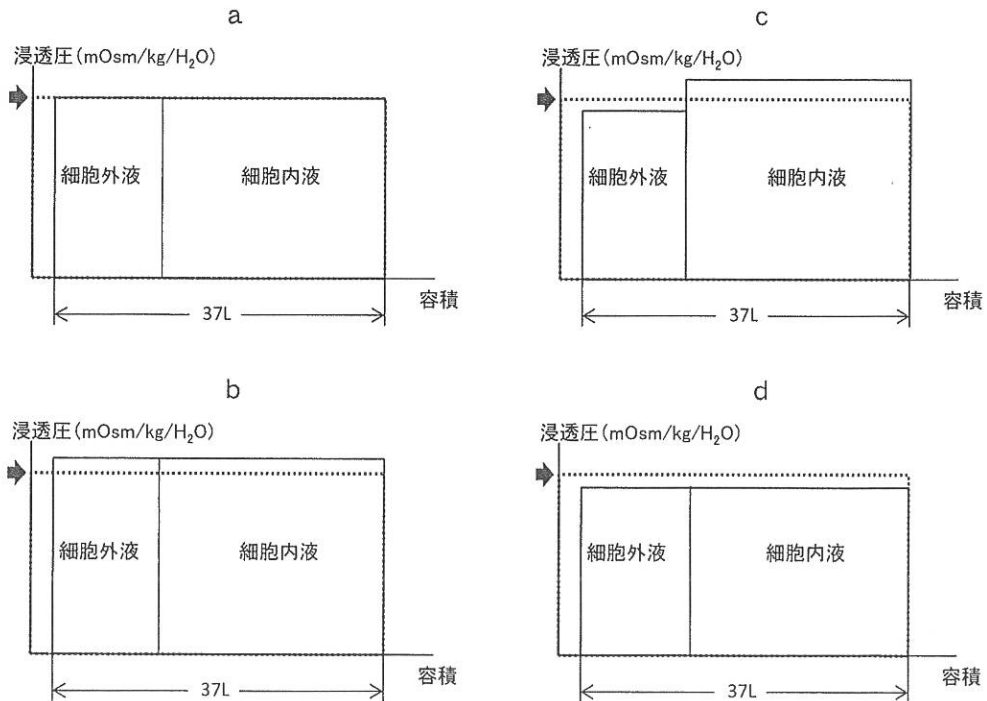 a
浸透圧(mOsm/kg/H₂O)
細胞外液
細胞内液
容積
37L
c
浸透圧(mOsm/kg/H₂O)
細胞外液
細胞内液
容積
37L
b
浸透圧(mOsm/kg/H₂O)
細胞外液
細胞内液
容積
37L
d
浸透圧(mOsm/kg/H₂O)
細胞外液
細胞内液
容積
37L